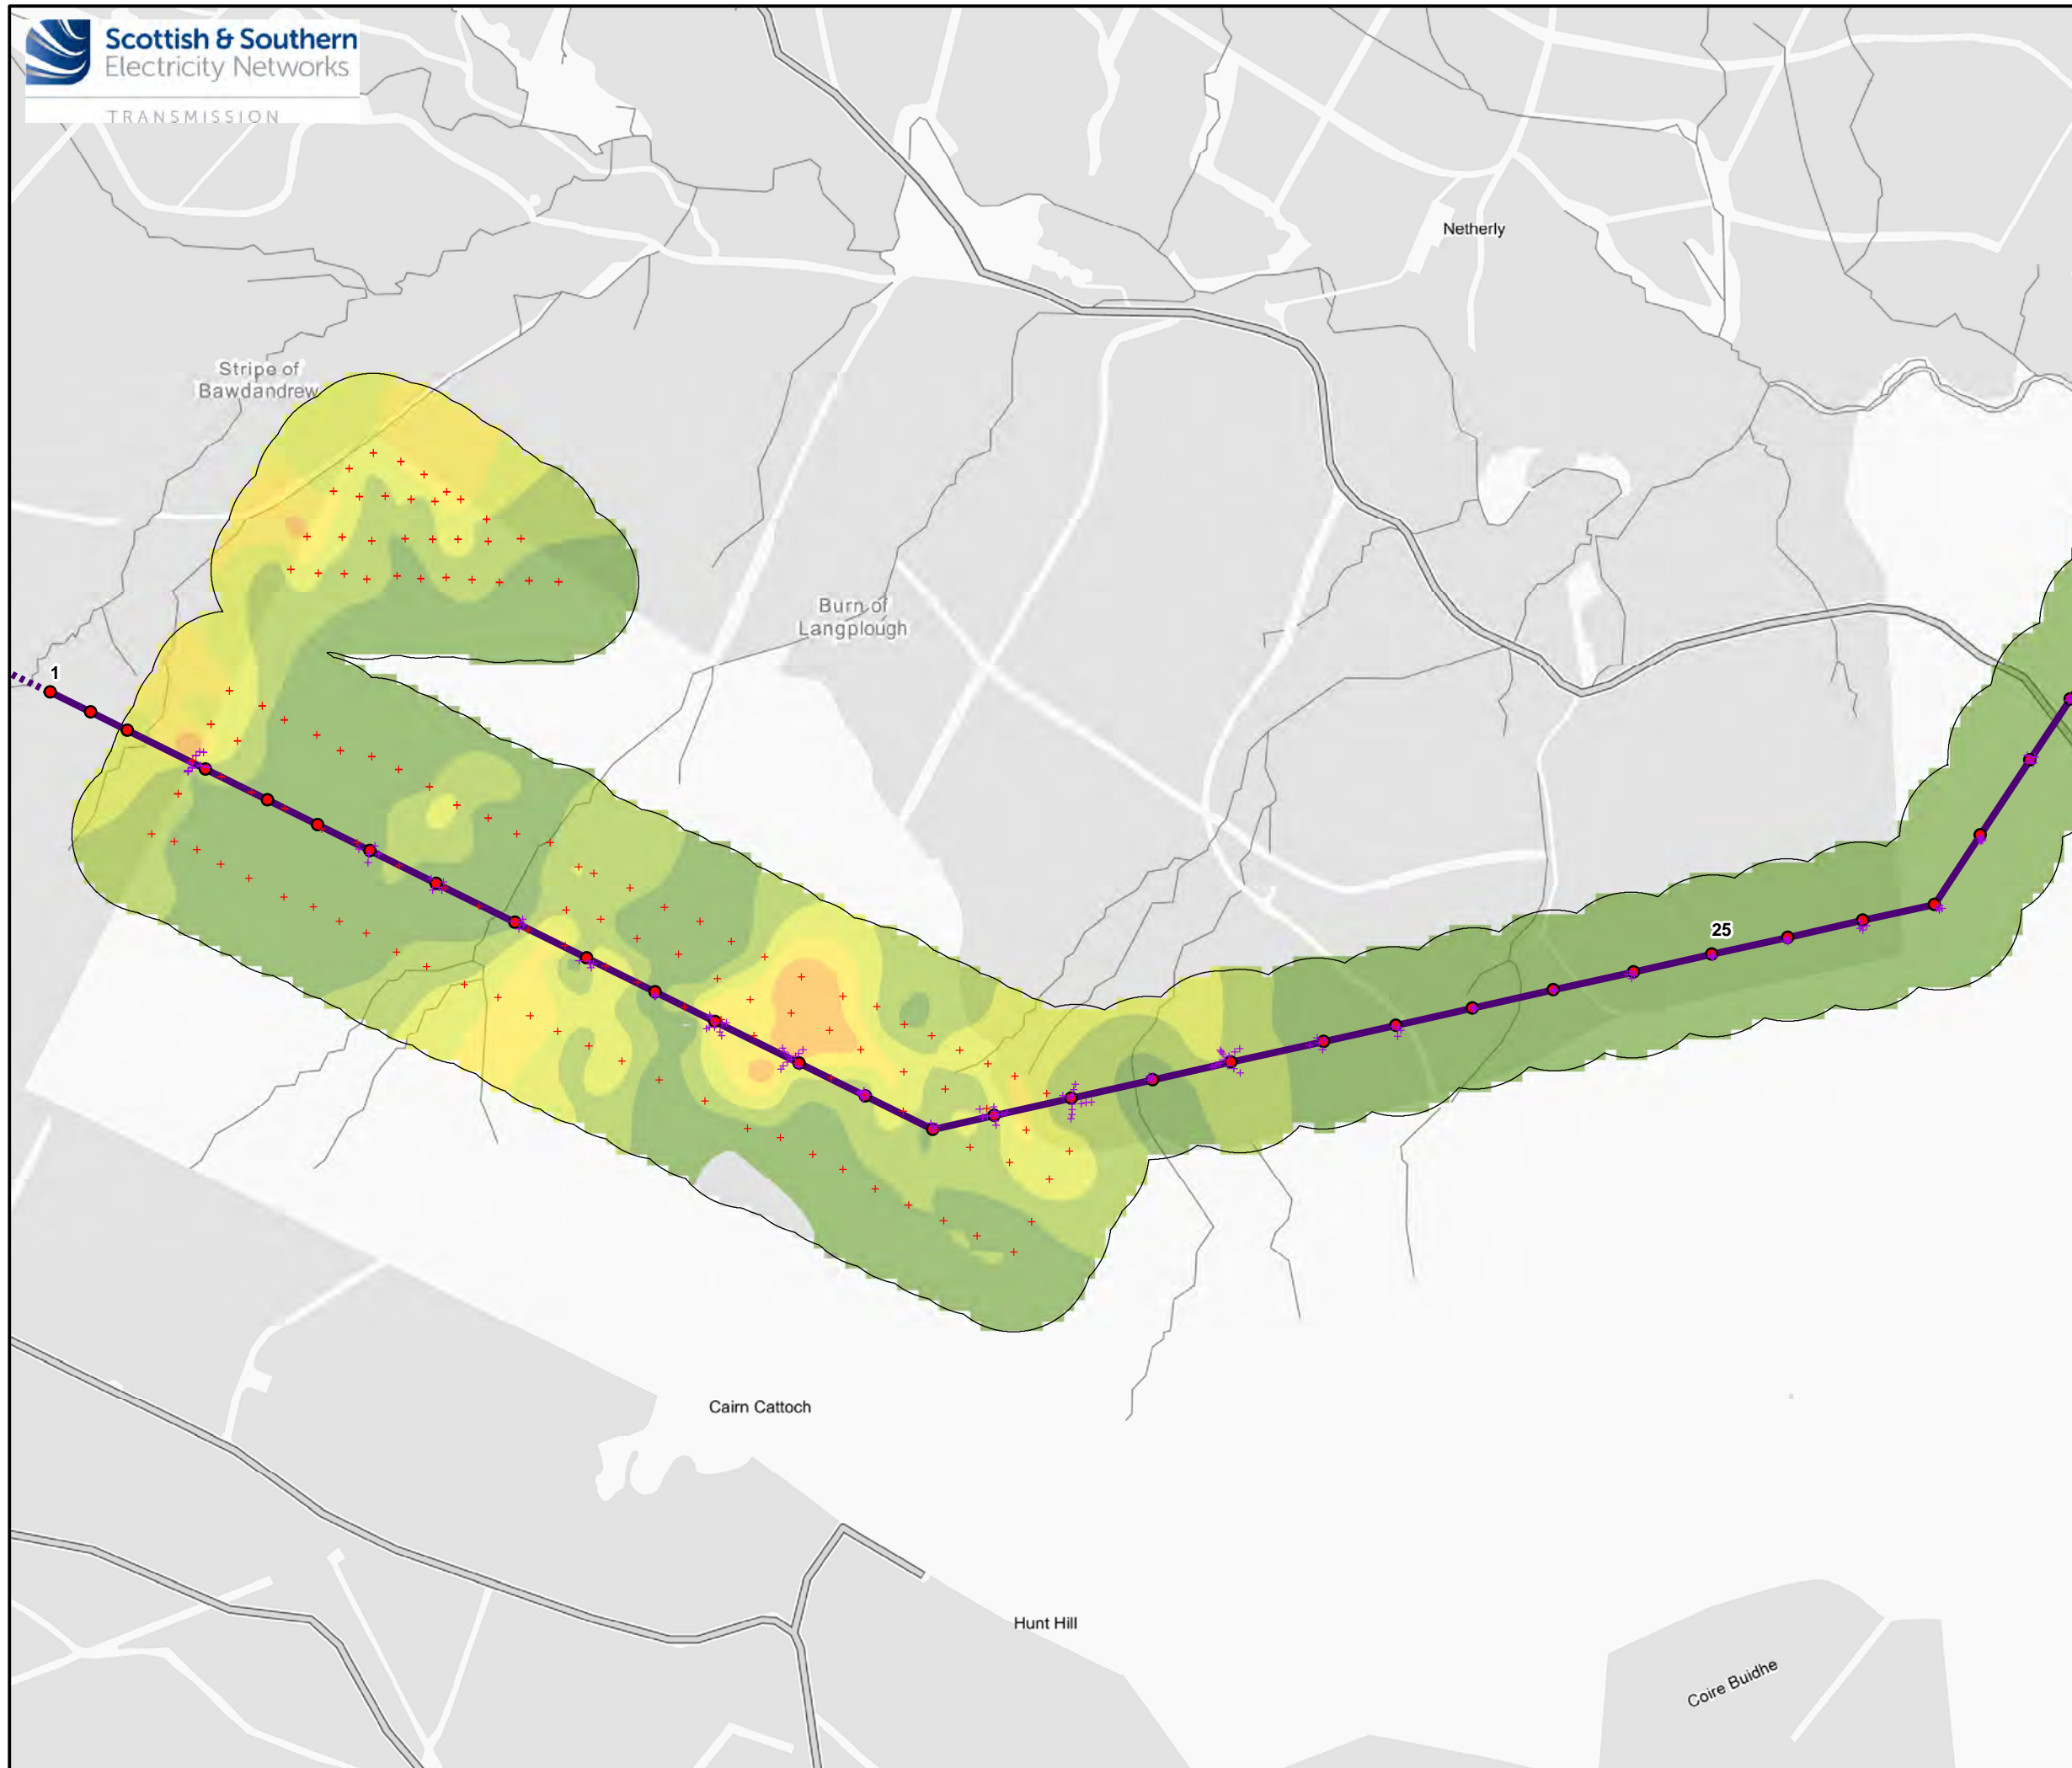 Scottish & Southern
Electricity Networks
TRANSMISSION
Netherly
Stripe of
Bawdandrew
Burn of
Langplough
1
25
Cairn Cattoch
Hunt Hill
Coire Buidhe